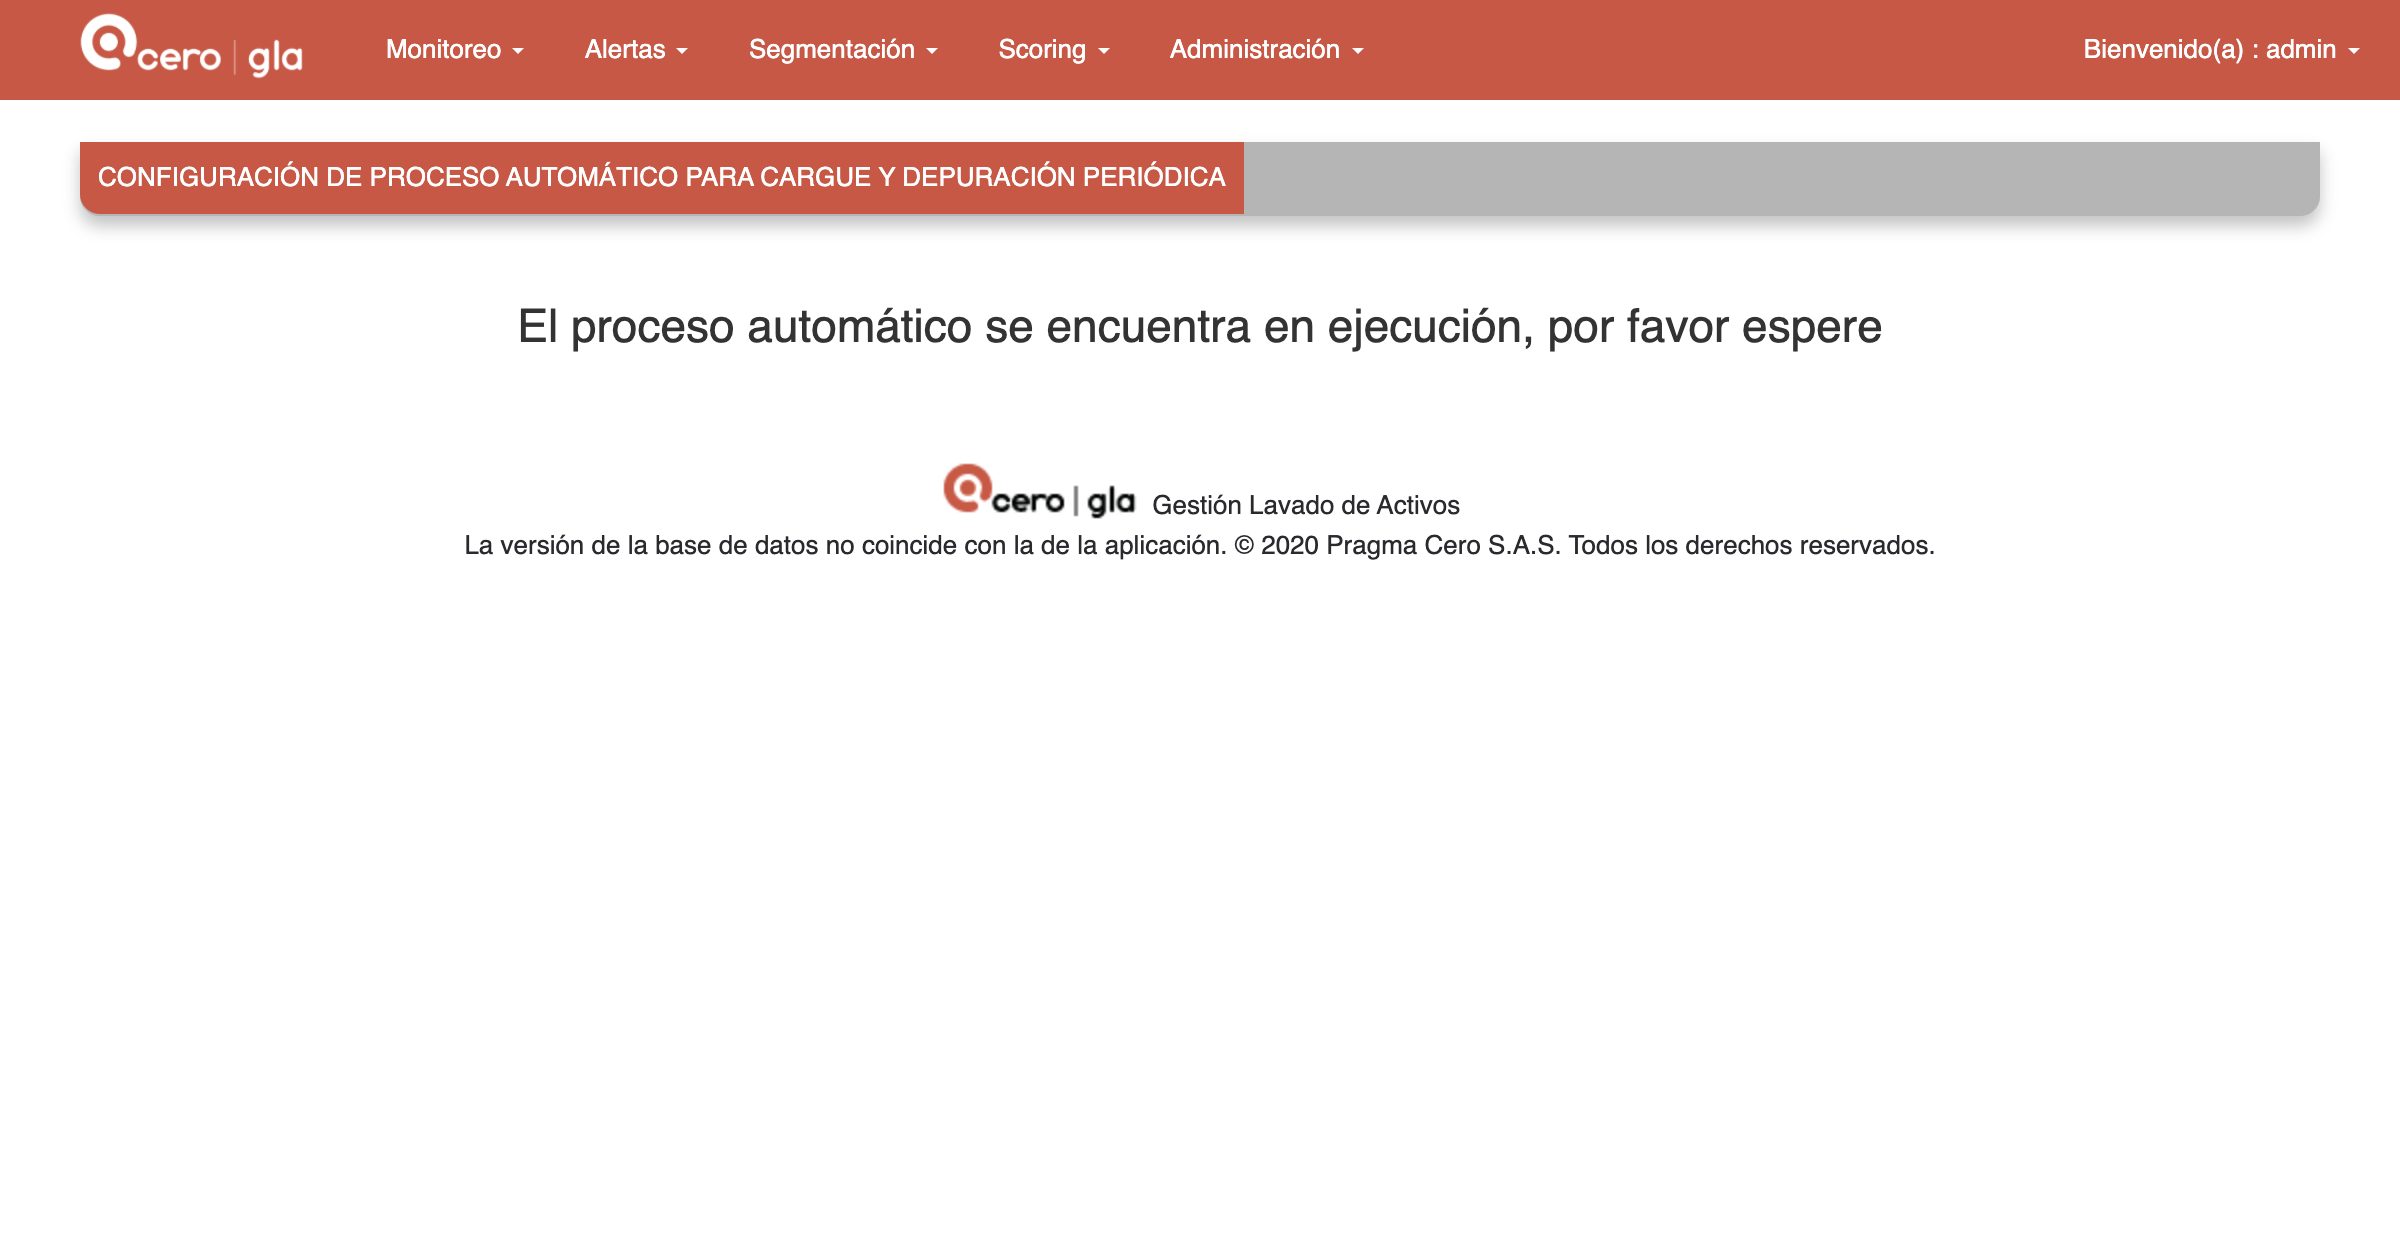 cero | gla Monitoreo Alertas Segmentación Scoring Administración Bienvenido(a) : admin
CONFIGURACIÓN DE PROCESO AUTOMÁTICO PARA CARGUE Y DEPURACIÓN PERIÓDICA
El proceso automático se encuentra en ejecución, por favor espere
cero | gla Gestión Lavado de Activos
La versión de la base de datos no coincide con la de la aplicación. © 2020 Pragma Cero S.A.S. Todos los derechos reservados.